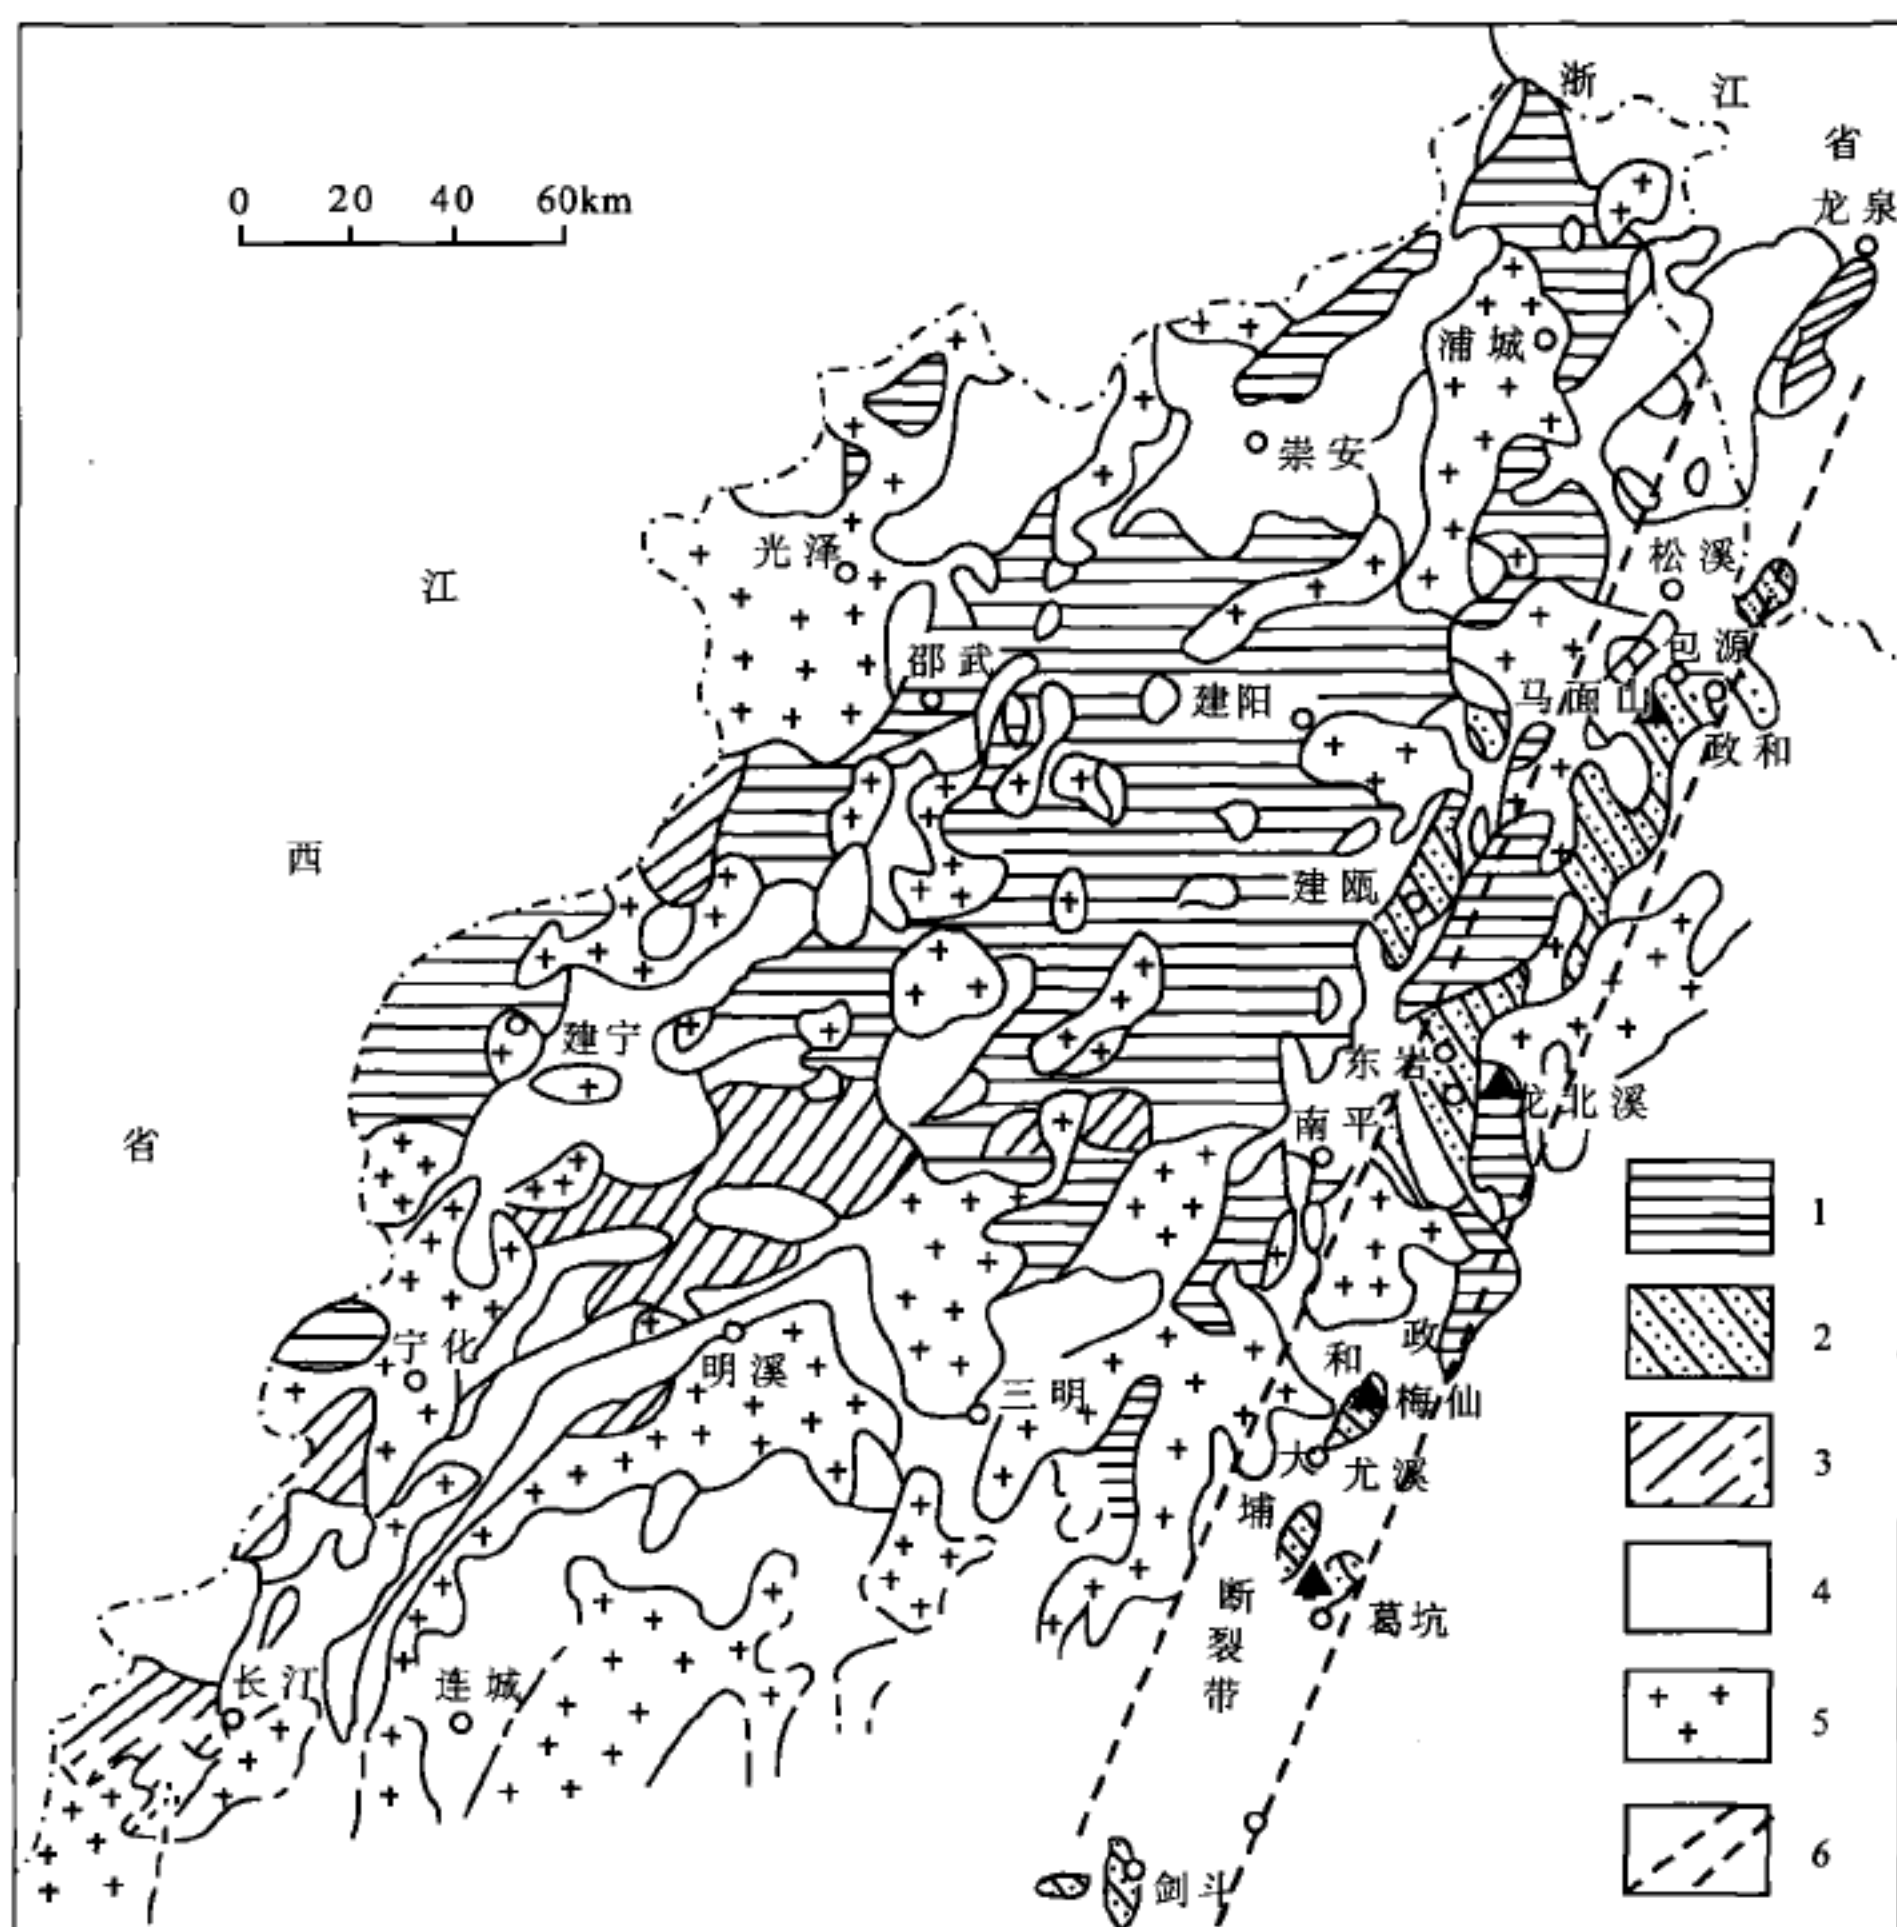 浙江省
龙泉
0 20 40 60km
浦城
崇安
光泽
松溪
江西省
邵武
包源
马面山
建阳
政和
建瓯
建宁
东岩
龙北溪
南平
1
2
宁化
明溪
三明
梅仙
尤溪
政和大埔断裂带
3
葛坑
4
长汀
连城
5
6
剑斗